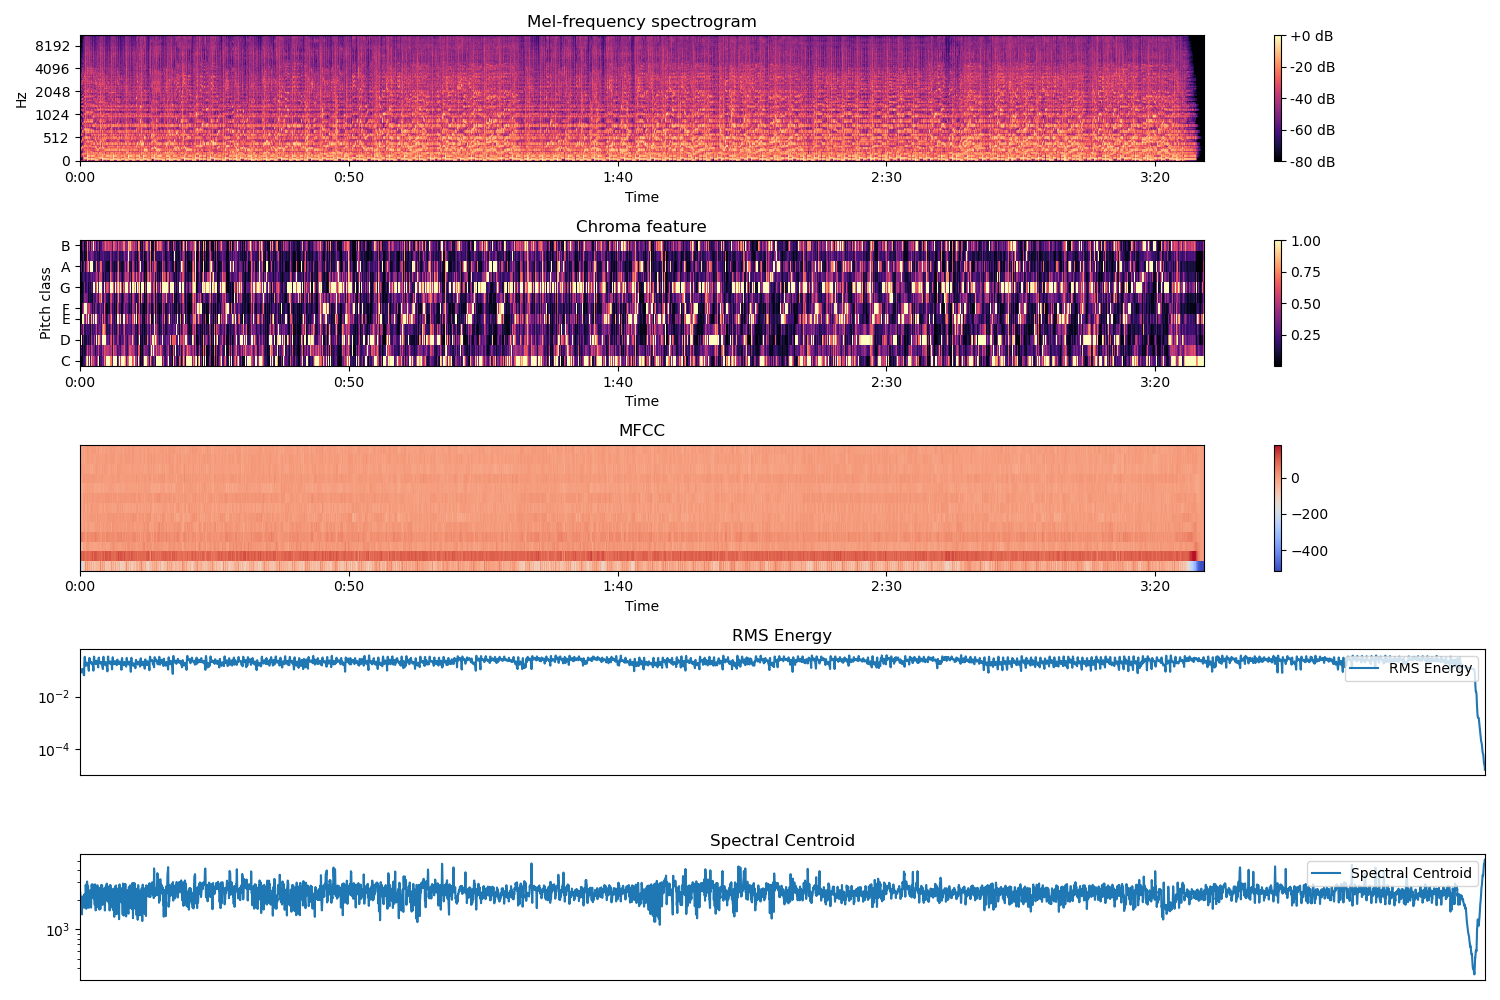 Mel-frequency spectrogram
8192
4096
2048
1024
512
0
Hz
0:00 0:50 1:40 2:30 3:20
Time
+0 dB
-20 dB
-40 dB
-60 dB
-80 dB
Chroma feature
B
A
G
F
E
D
C
Pitch class
0:00 0:50 1:40 2:30 3:20
Time
1.00
0.75
0.50
0.25
MFCC
0:00 0:50 1:40 2:30 3:20
Time
0
−200
−400
RMS Energy
10⁻²
10⁻⁴
RMS Energy
Spectral Centroid
10³
Spectral Centroid